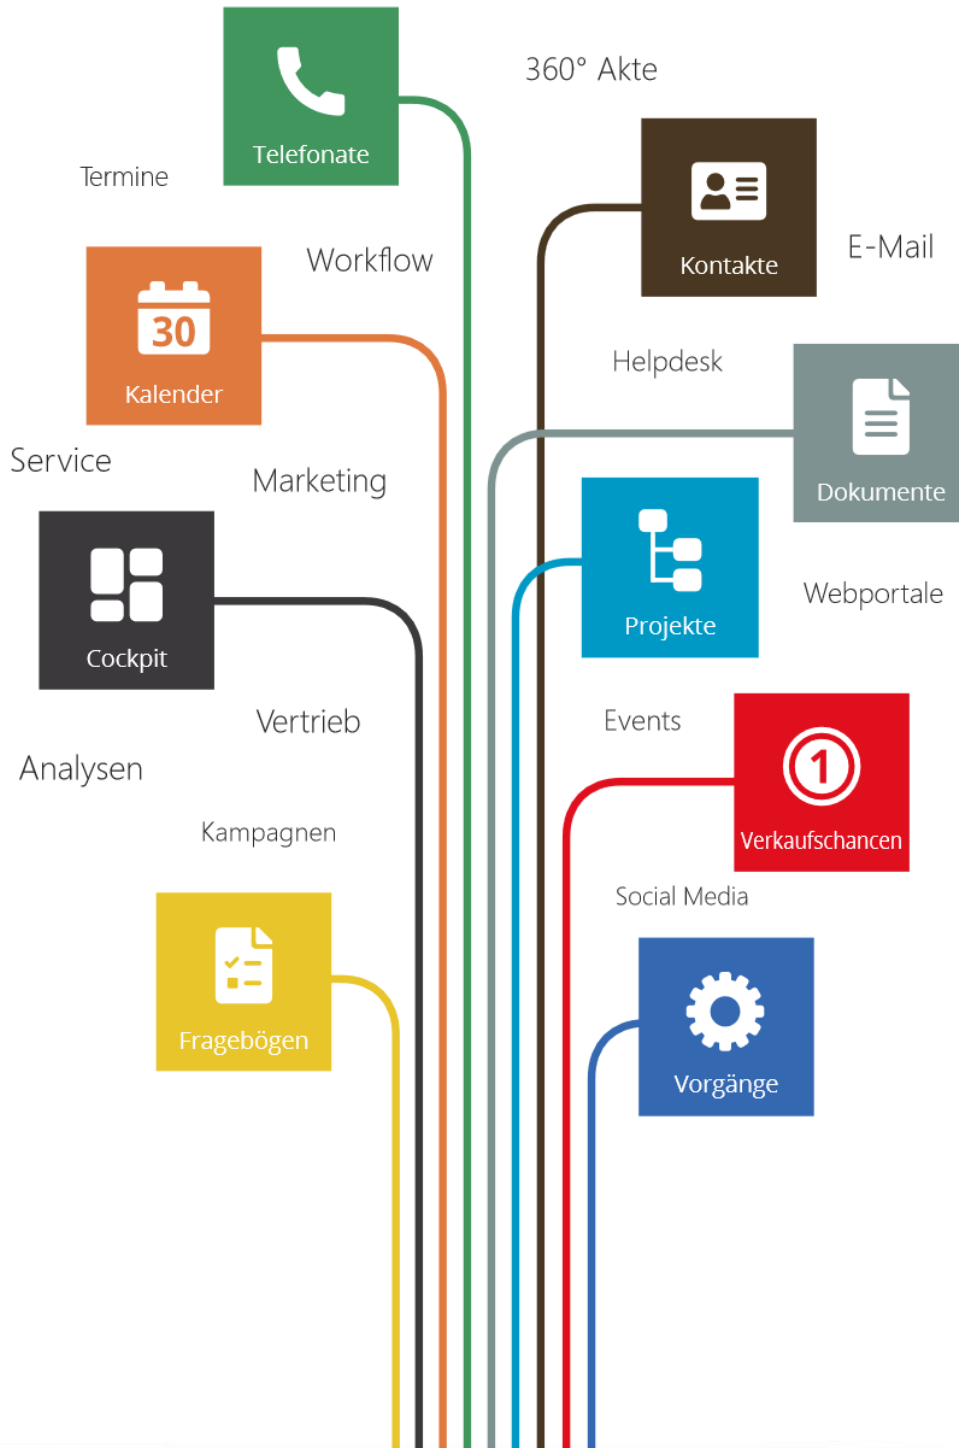 360° Akte
Telefonate
Termine
E-Mail
Workflow
Kontakte
30
Helpdesk
Kalender
Service
Marketing
Dokumente
Webportale
Projekte
Cockpit
Vertrieb
Events
Analysen
1
Kampagnen
Verkaufschancen
Social Media
Fragebögen
Vorgänge